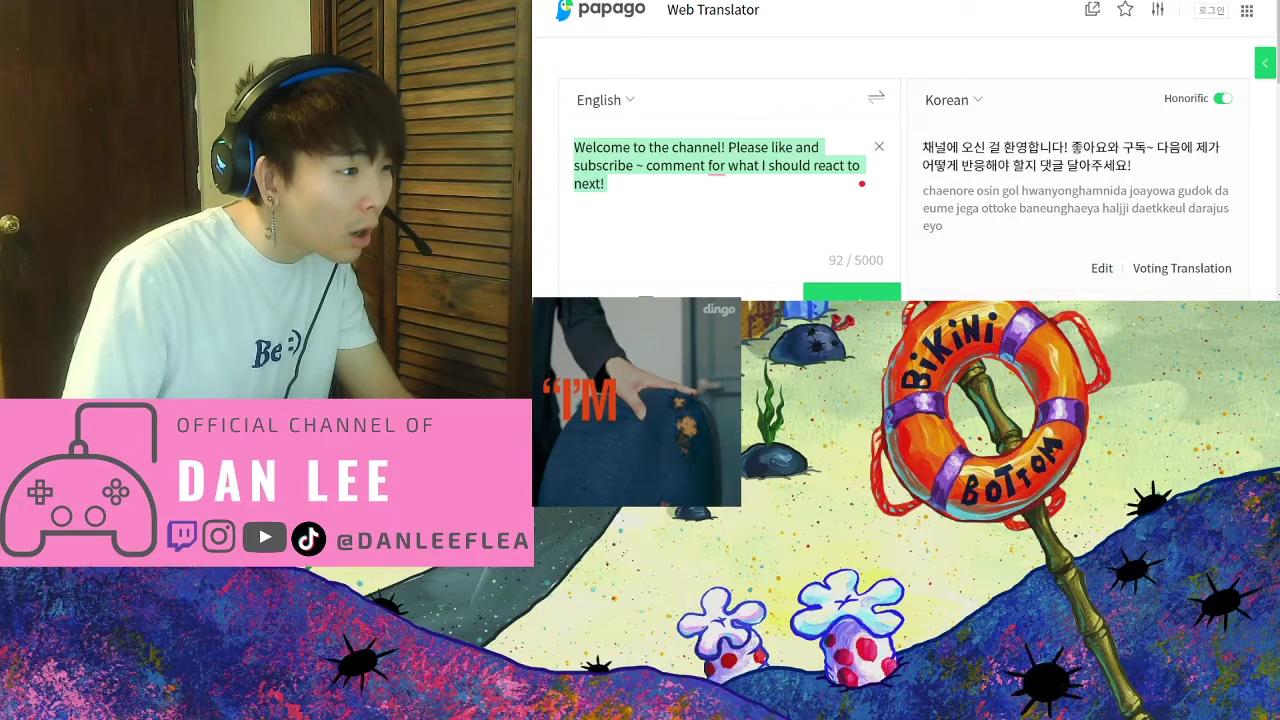 papago
Web Translator
로그인
English
Korean
Honorific
Welcome to the channel! Please like and
subscribe ~ comment for what I should react to
next!
92 / 5000
채널에 오신 걸 환영합니다! 좋아요와 구독~ 다음에 제가
어떻게 반응해야 할지 댓글 달아주세요!
chaenore osin gol hwanyonghamnida joayowa gudok da
eume jega ottoke baneunghaeya haljji daetkkeul darajus
eyo
Edit
Voting Translation
dingo
“I’M
Be :)
BiKiNi
BOTTOM
OFFICIAL CHANNEL OF
DAN LEE
@DANLEEFLEA